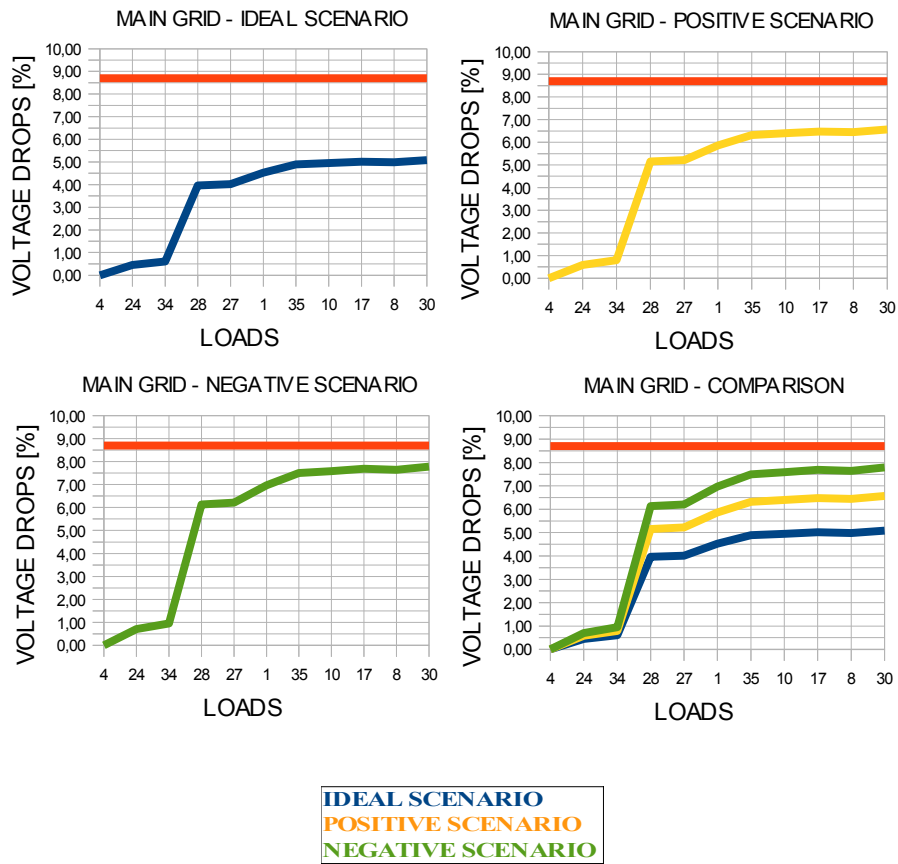 MAIN GRID - IDEAL SCENARIO
VOLTAGE DROPS [%]
10,00
9,00
8,00
7,00
6,00
5,00
4,00
3,00
2,00
1,00
0,00
4 24 34 28 27 1 35 10 17 8 30
LOADS
MAIN GRID - POSITIVE SCENARIO
VOLTAGE DROPS [%]
10,00
9,00
8,00
7,00
6,00
5,00
4,00
3,00
2,00
1,00
0,00
4 24 34 28 27 1 35 10 17 8 30
LOADS
MAIN GRID - NEGATIVE SCENARIO
VOLTAGE DROPS [%]
10,00
9,00
8,00
7,00
6,00
5,00
4,00
3,00
2,00
1,00
0,00
4 24 34 28 27 1 35 10 17 8 30
LOADS
MAIN GRID - COMPARISON
VOLTAGE DROPS [%]
10,00
9,00
8,00
7,00
6,00
5,00
4,00
3,00
2,00
1,00
0,00
4 24 34 28 27 1 35 10 17 8 30
LOADS
IDEAL SCENARIO
POSITIVE SCENARIO
NEGATIVE SCENARIO